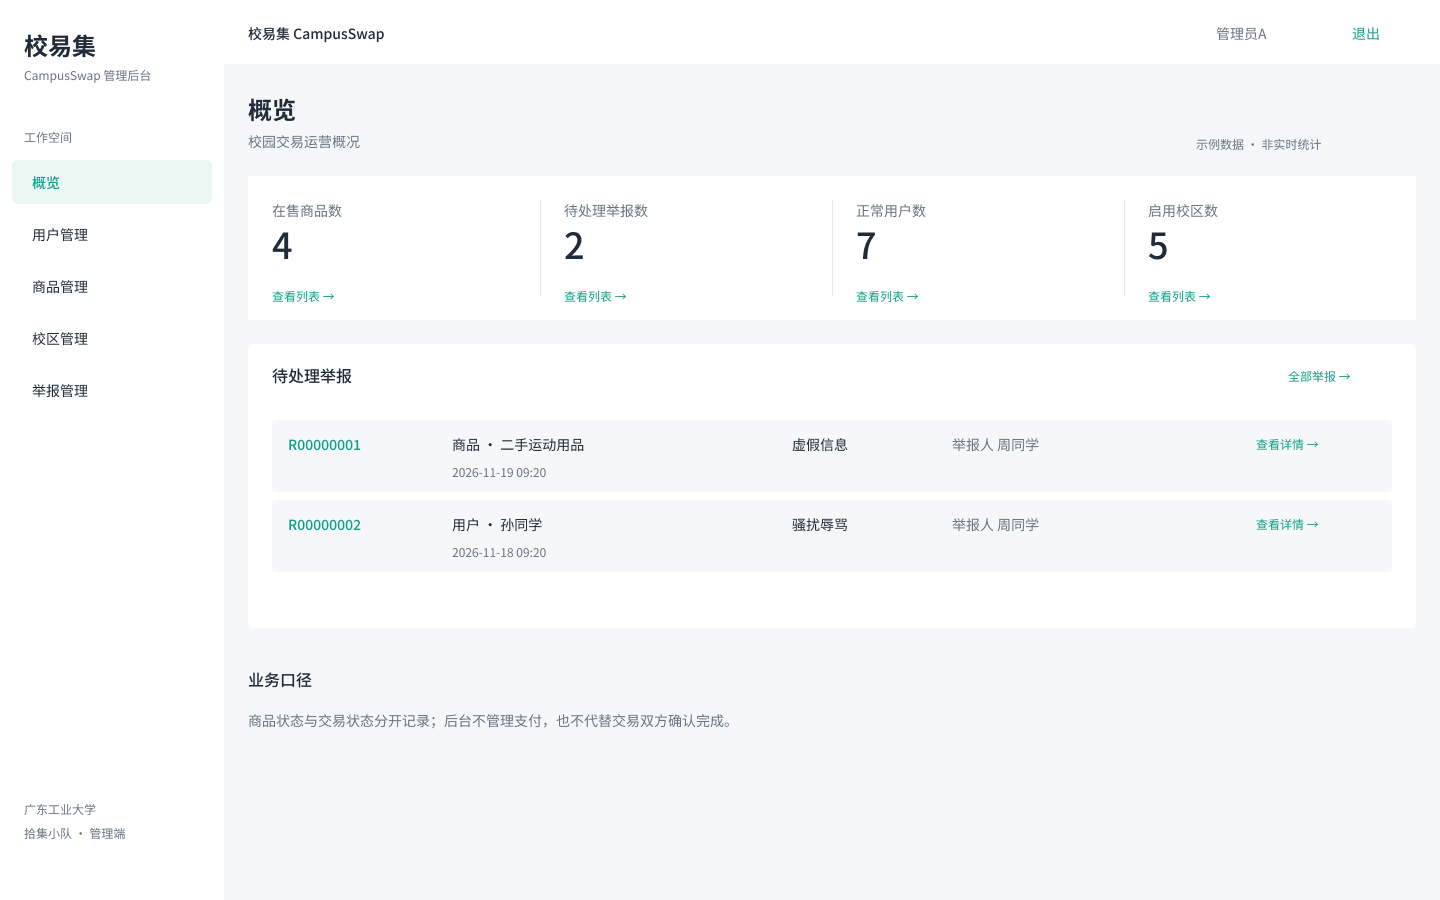 校易集
CampusSwap 管理后台
工作空间
概览
用户管理
商品管理
校区管理
举报管理
广东工业大学
拾集小队 · 管理端
校易集 CampusSwap
管理员A
退出
概览
校园交易运营概况
示例数据 · 非实时统计
在售商品数
4
查看列表 →
待处理举报数
2
查看列表 →
正常用户数
7
查看列表 →
启用校区数
5
查看列表 →
待处理举报
全部举报 →
R00000001
商品 · 二手运动用品
2026-11-19 09:20
虚假信息
举报人 周同学
查看详情 →
R00000002
用户 · 孙同学
2026-11-18 09:20
骚扰辱骂
举报人 周同学
查看详情 →
业务口径
商品状态与交易状态分开记录；后台不管理支付，也不代替交易双方确认完成。